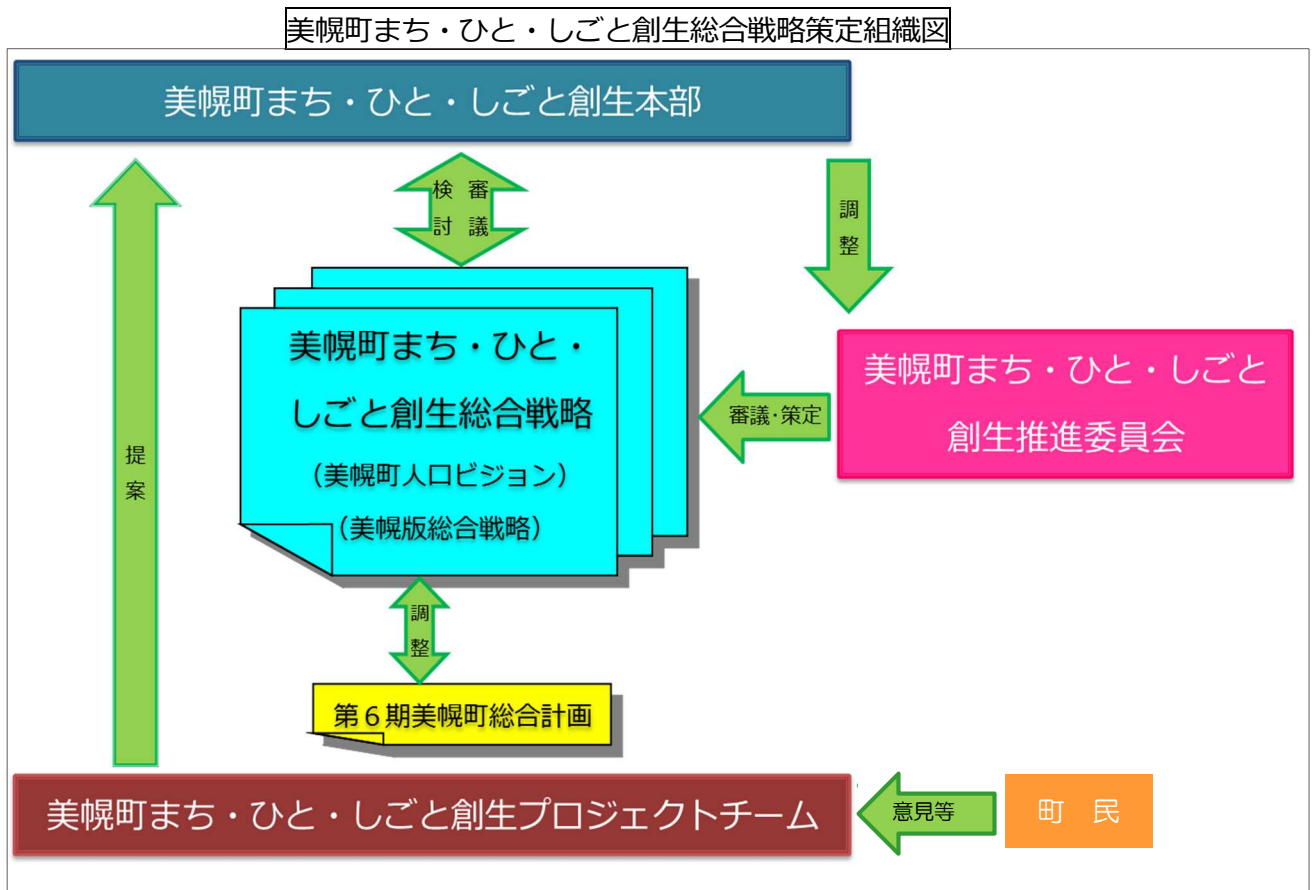 美幌町まち・ひと・しごと創生総合戦略策定組織図
美幌町まち・ひと・しごと創生本部
検討
審議
調整
美幌町まち・ひと・
しごと創生総合戦略
（美幌町人口ビジョン）
（美幌版総合戦略）
審議・策定
美幌町まち・ひと・しごと
創生推進委員会
提案
調整
第６期美幌町総合計画
美幌町まち・ひと・しごと創生プロジェクトチーム
意見等
町　民